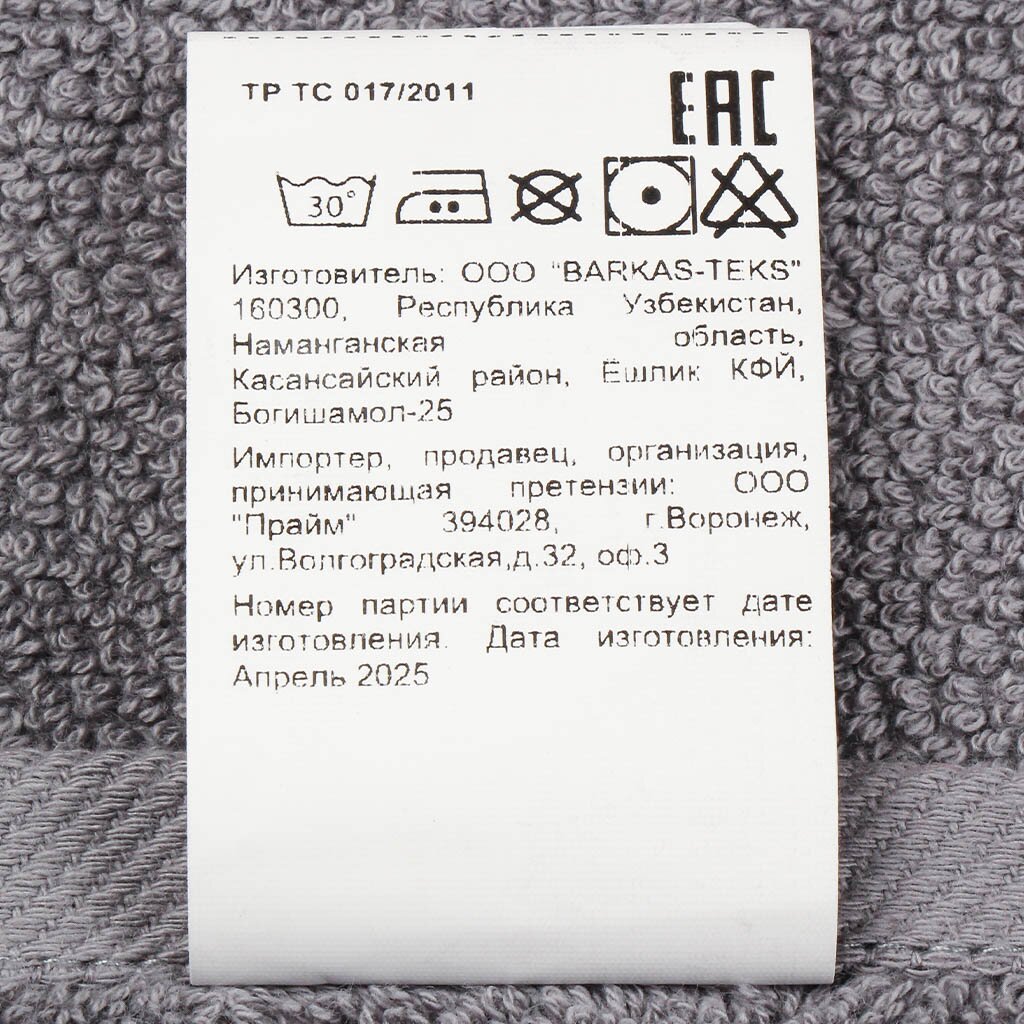 ТР ТС 017/2011
EAC
30°
Изготовитель: ООО "BARKAS-TEKS"
160300, Республика Узбекистан,
Наманганская область,
Касансайский район, Ёшлик КФЙ,
Богишамол-25
Импортер, продавец, организация,
принимающая претензии: ООО
"Прайм" 394028, г.Воронеж,
ул.Волгоградская,д.32, оф.3
Номер партии соответствует дате
изготовления. Дата изготовления:
Апрель 2025